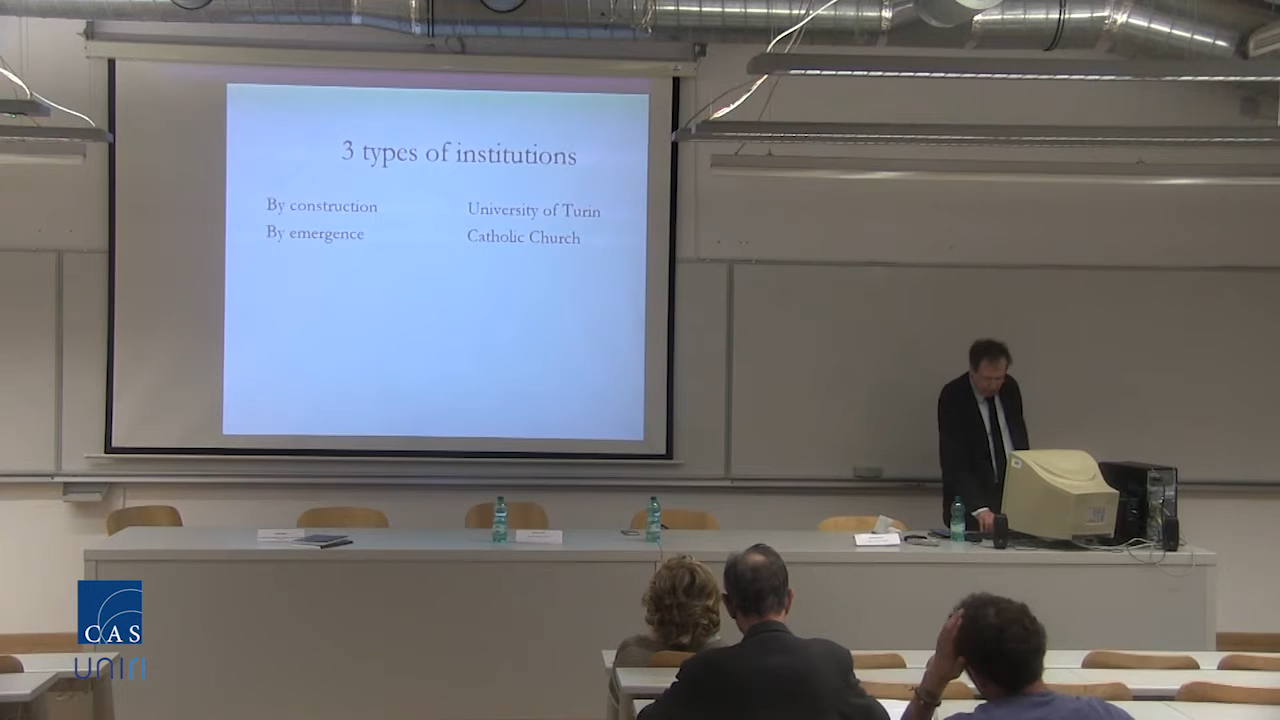 3 types of institutions
By construction University of Turin
By emergence Catholic Church
CAS
UNIRI